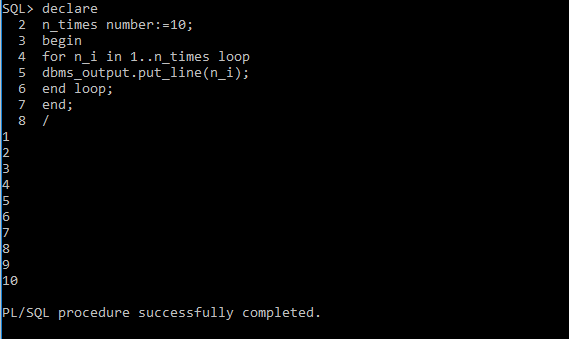 SQL> declare
2 n_times number:=10;
3 begin
4 for n_i in 1..n_times loop
5 dbms_output.put_line(n_i);
6 end loop;
7 end;
8 /
1
2
3
4
5
6
7
8
9
10
PL/SQL procedure successfully completed.